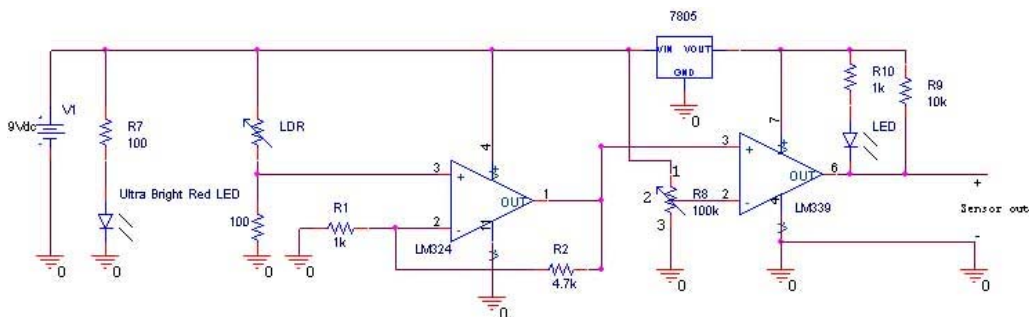 7805
VIN VOUT
GND
0
V1
9Vdc
R7
100
LDR
R10
1k
R9
10k
LED
4
7
3
+
OUT
1
2
-
LM324
11
Ultra Bright Red LED
100
R1
1k
R2
4.7k
1
2
3
R8
100k
3
+
2
-
OUT
6
4
LM339
+
Sensor out
-
0
0
0
0
0
0
0
0